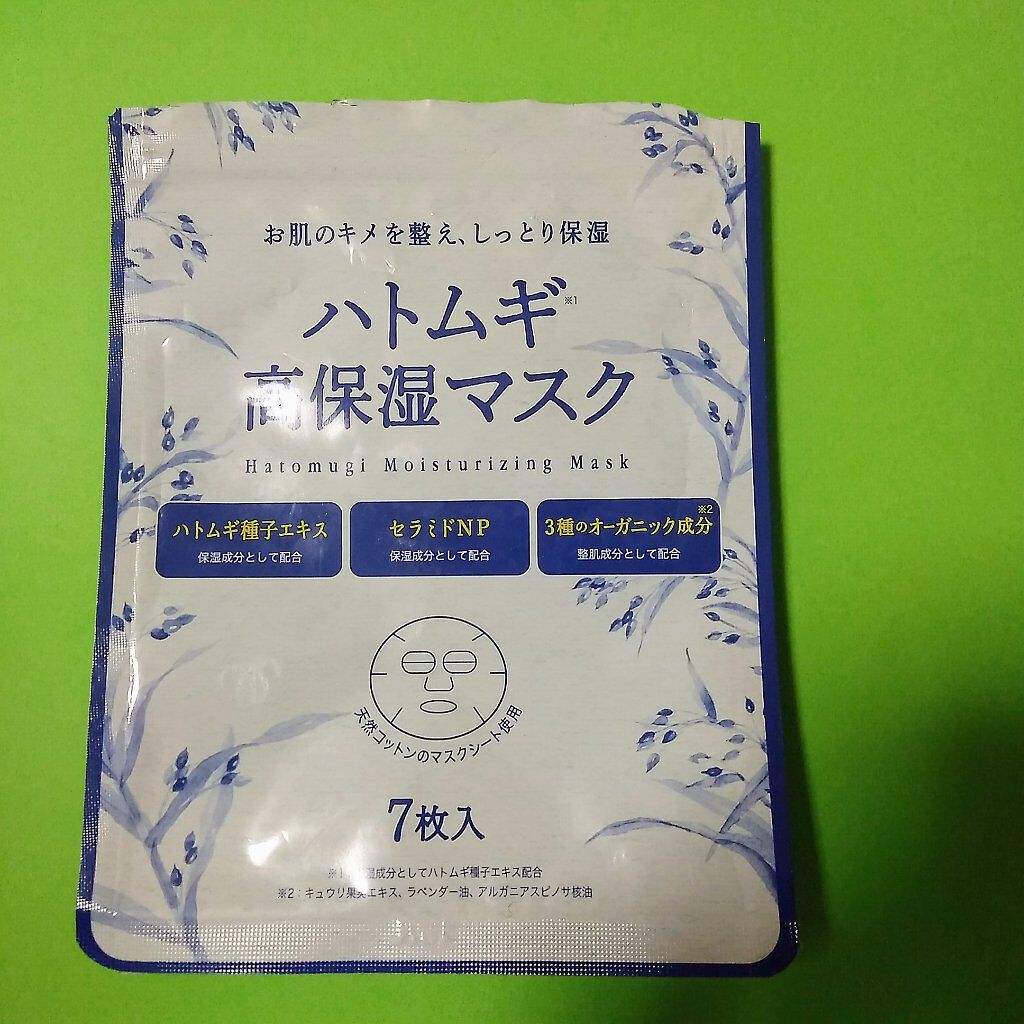 お肌のキメを整え、しっとり保湿
ハトムギ※1
高保湿マスク
Hatomugi Moisturizing Mask
ハトムギ種子エキス
保湿成分として配合
セラミドNP
保湿成分として配合
3種のオーガニック成分※2
整肌成分として配合
天然コットンのマスクシート使用
7枚入
※1 湿成分としてハトムギ種子エキス配合
※2：キュウリ果実エキス、ラベンダー油、アルガニアスピノサ核油